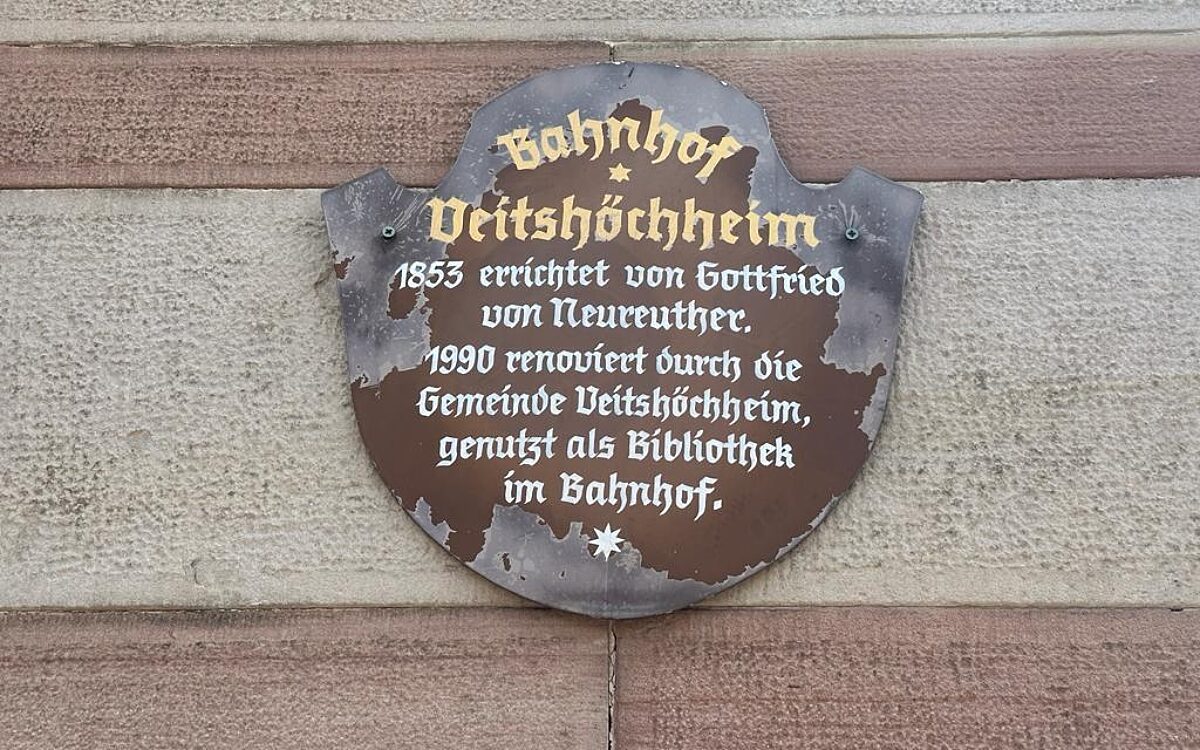 Bahnhof
Veitshöchheim
1853 errichtet von Gottfried
von Neureuther.
1990 renoviert durch die
Gemeinde Veitshöchheim,
genutzt als Bibliothek
im Bahnhof.